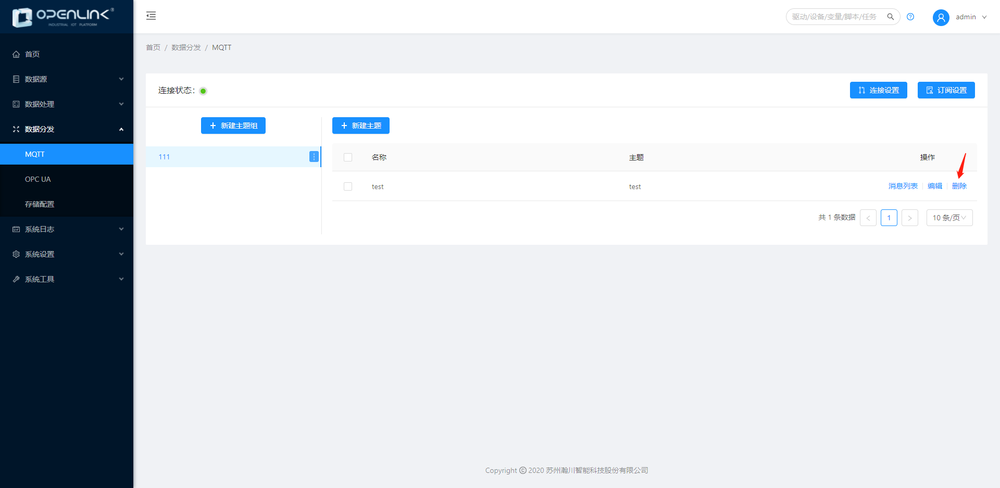 OPENLINK®
INDUSTRIAL IOT PLATFORM
驱动/设备/变量/脚本/任务
admin
首页
数据源
数据处理
数据分发
MQTT
OPC UA
存储配置
系统日志
系统设置
系统工具
首页 / 数据分发 / MQTT
连接状态：
连接设置
订阅设置
新建主题组
新建主题
111
名称 主题 操作
test test 消息列表 编辑 删除
共 1 条数据 < 1 > 10 条/页
Copyright © 2020 苏州瀚川智能科技股份有限公司